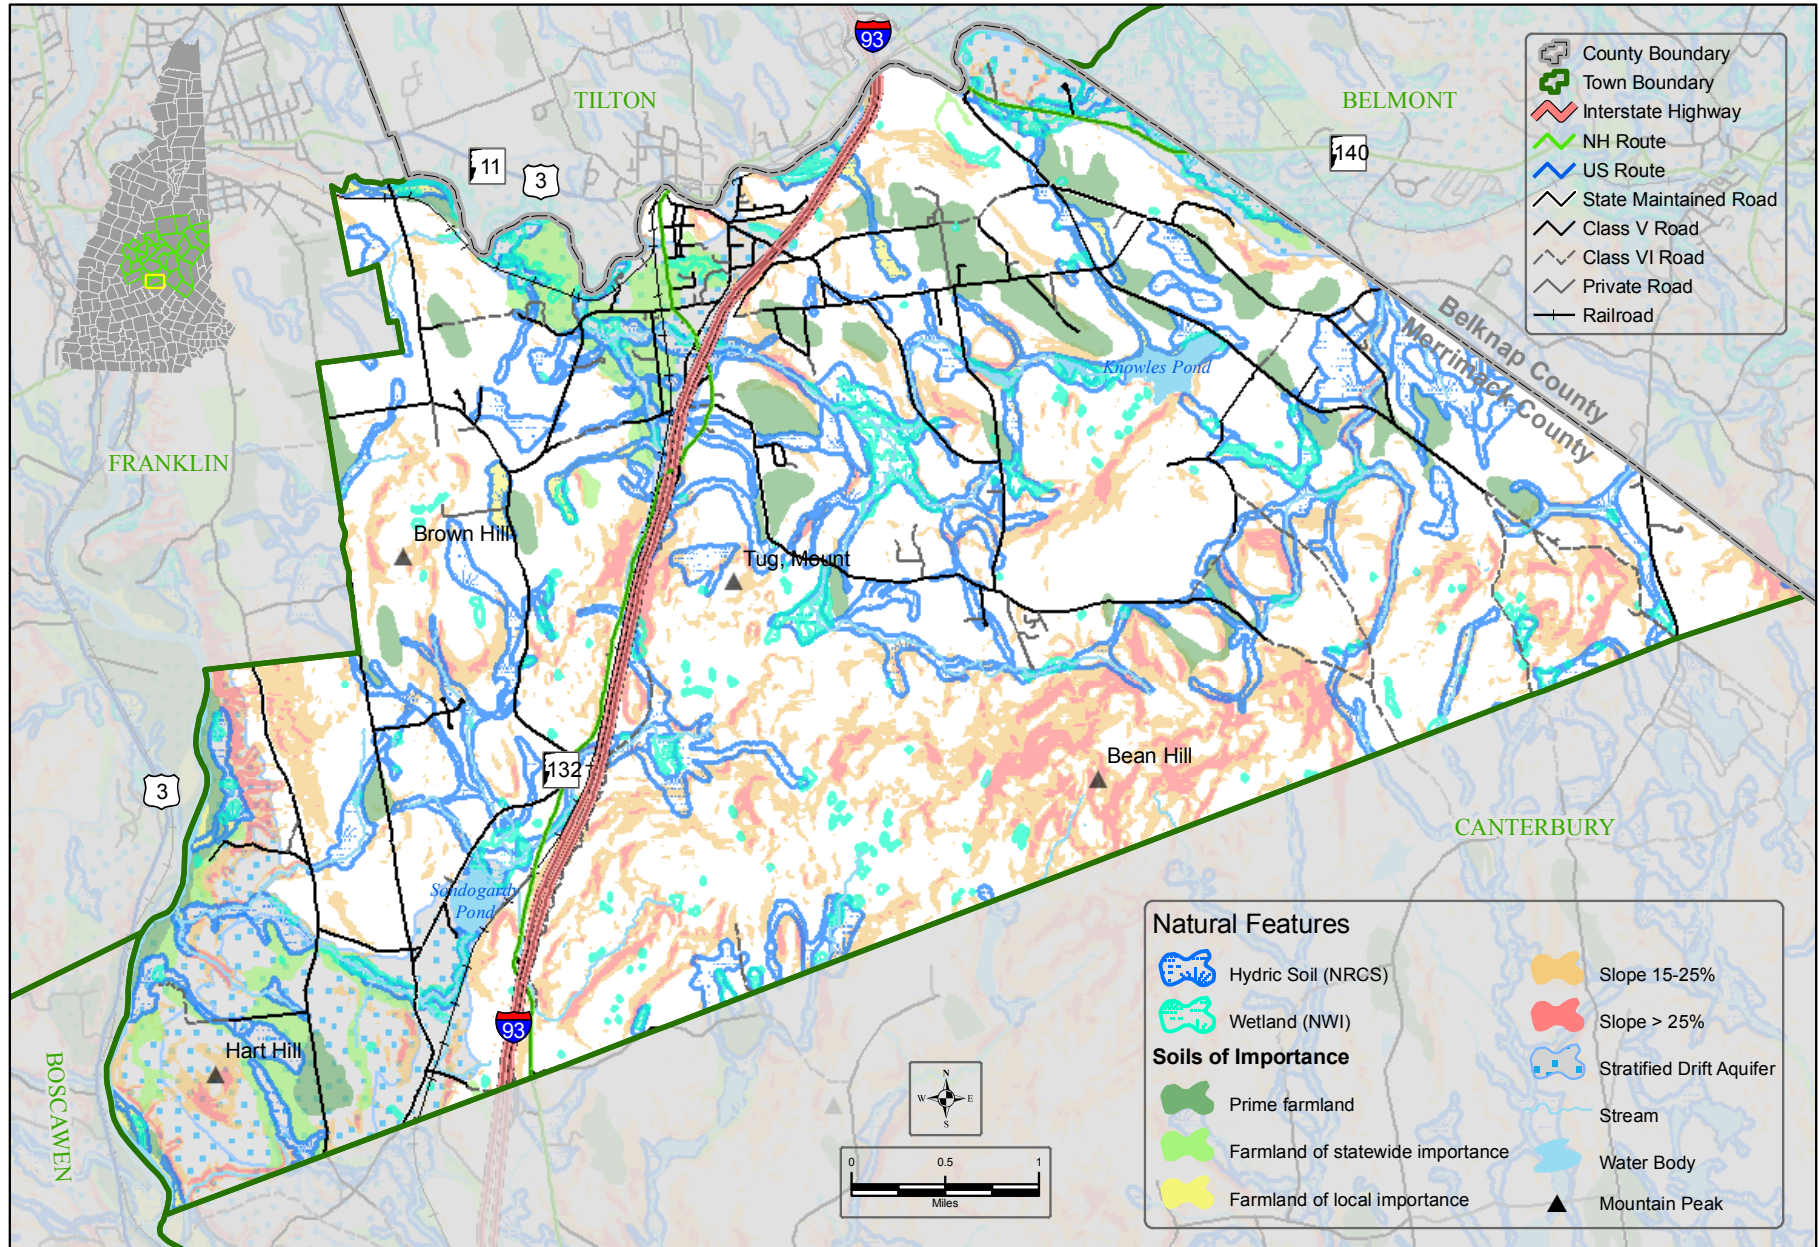 93
TILTON
BELMONT
11
3
140
County Boundary
Town Boundary
Interstate Highway
NH Route
US Route
State Maintained Road
Class V Road
Class VI Road
Private Road
Railroad
Belknap County
Merrimack County
Knowles Pond
FRANKLIN
Brown Hill
Tug, Mount
Bean Hill
132
3
CANTERBURY
Sondogardy
Pond
93
Hart Hill
BOSCAWEN
N
W E
S
0 0.5 1
Miles
Natural Features
Hydric Soil (NRCS)
Wetland (NWI)
Soils of Importance
Prime farmland
Farmland of statewide importance
Farmland of local importance
Slope 15-25%
Slope > 25%
Stratified Drift Aquifer
Stream
Water Body
Mountain Peak